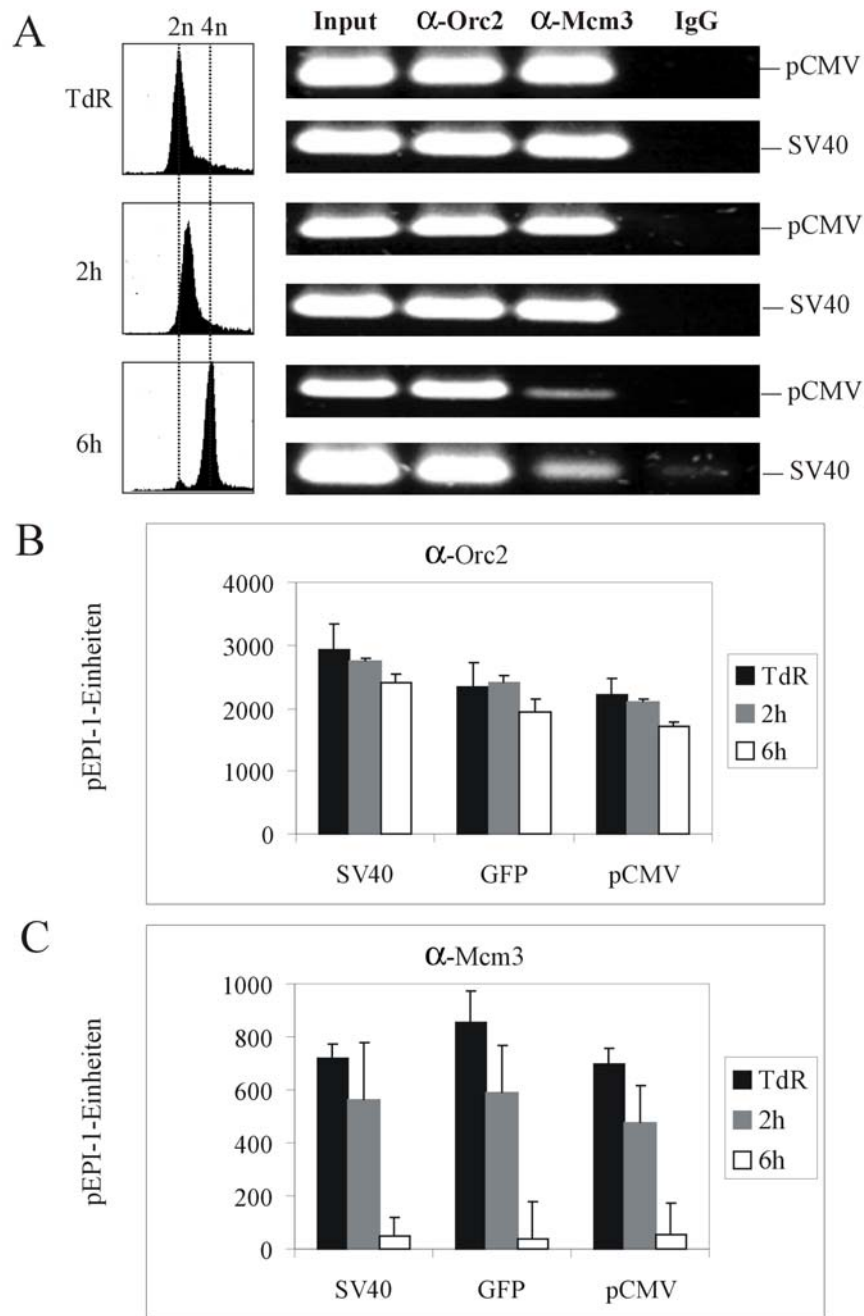 A
2n 4n
Input α-Orc2 α-Mcm3 IgG
TdR
pCMV
SV40
2h
pCMV
SV40
6h
pCMV
SV40
B
α-Orc2
pEPI-1-Einheiten
4000
3000
2000
1000
0
SV40 GFP pCMV
TdR
2h
6h
C
α-Mcm3
pEPI-1-Einheiten
1000
800
600
400
200
0
SV40 GFP pCMV
TdR
2h
6h